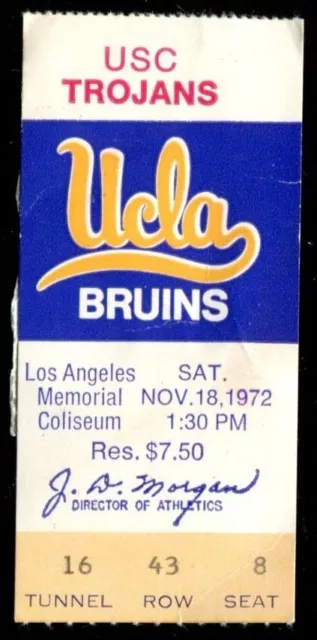 USC
TROJANS
Ucla
BRUINS
Los Angeles SAT.
Memorial NOV.18,1972
Coliseum 1:30 PM
Res. $7.50
J. D. Morgan
DIRECTOR OF ATHLETICS
16 43 8
TUNNEL ROW SEAT